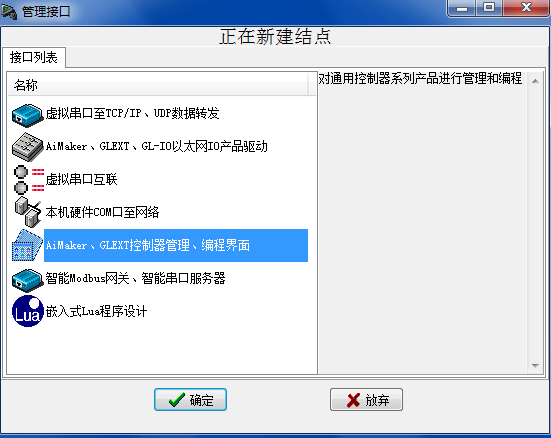 管理接口
正在新建结点
接口列表
名称
对通用控制器系列产品进行管理和编程
虚拟串口至TCP/IP、UDP数据转发
AiMaker、GLEXT、GL-IO以太网IO产品驱动
虚拟串口互联
本机硬件COM口至网络
AiMaker、GLEXT控制器管理、编程界面
智能Modbus网关、智能串口服务器
Lua
嵌入式Lua程序设计
确定
放弃